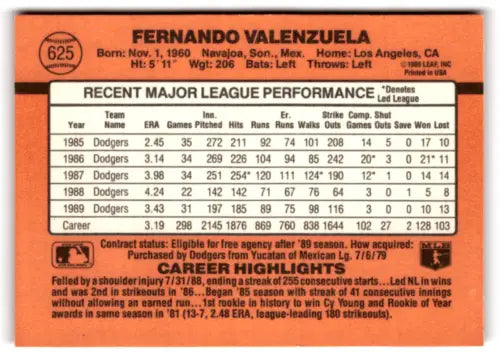 625
FERNANDO VALENZUELA
Born: Nov. 1, 1960 Navajoa, Son., Mex. Home: Los Angeles, CA
Ht: 5' 11" Wgt: 206 Bats: Left Throws: Left
© 1989 LEAF, INC
Printed in USA
RECENT MAJOR LEAGUE PERFORMANCE
*Denotes
Led League
Year Team Name ERA Games Inn. Pitched Hits Runs Er. Runs Walks Strike Outs Comp. Games Shut Outs Save Won Lost
1985 Dodgers 2.45 35 272 211 92 74 101 208 14 5 0 17 10
1986 Dodgers 3.14 34 269 226 104 94 85 242 20* 3 0 21* 11
1987 Dodgers 3.98 34 251 254* 120 111 124* 190 12* 1 0 14 14
1988 Dodgers 4.24 23 142 142 71 67 76 64 3 0 1 5 8
1989 Dodgers 3.43 31 197 185 89 75 98 116 3 0 0 10 13
Career 3.19 298 2145 1876 869 760 838 1644 102 27 2 128 103
Contract status: Eligible for free agency after '89 season. How acquired:
Purchased by Dodgers from Yucatan of Mexican Lg. 7/6/79
CAREER HIGHLIGHTS
Felled by a shoulder injury 7/31/88, ending a streak of 255 consecutive starts...Led NL in wins
and was 2nd in strikeouts in '86...Began '85 season with streak of 41 consecutive innings
without allowing an earned run...1st rookie in history to win Cy Young and Rookie of Year
awards in same season in '81 (13-7, 2.48 ERA, league-leading 180 strikeouts).